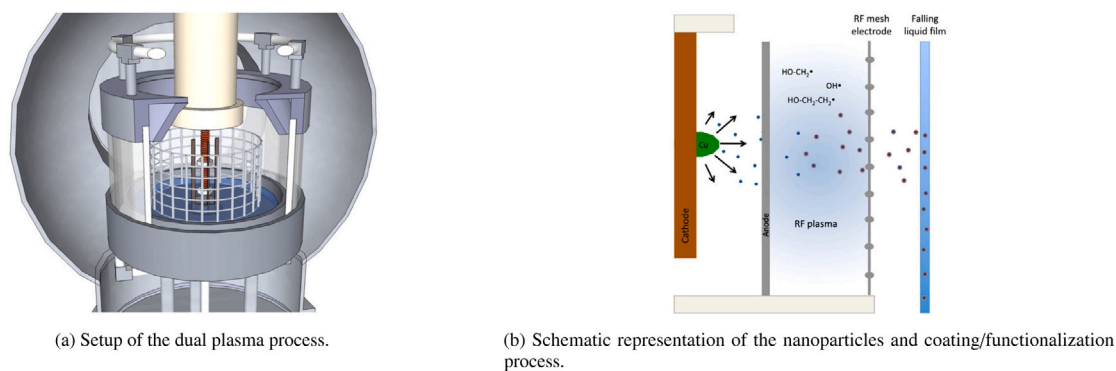 RF mesh
electrode
Falling
liquid film
HO-CH₂•
OH•
HO-CH₂-CH₂•
Cu
Cathode
Anode
RF plasma
(a) Setup of the dual plasma process.
(b) Schematic representation of the nanoparticles and coating/functionalization
process.